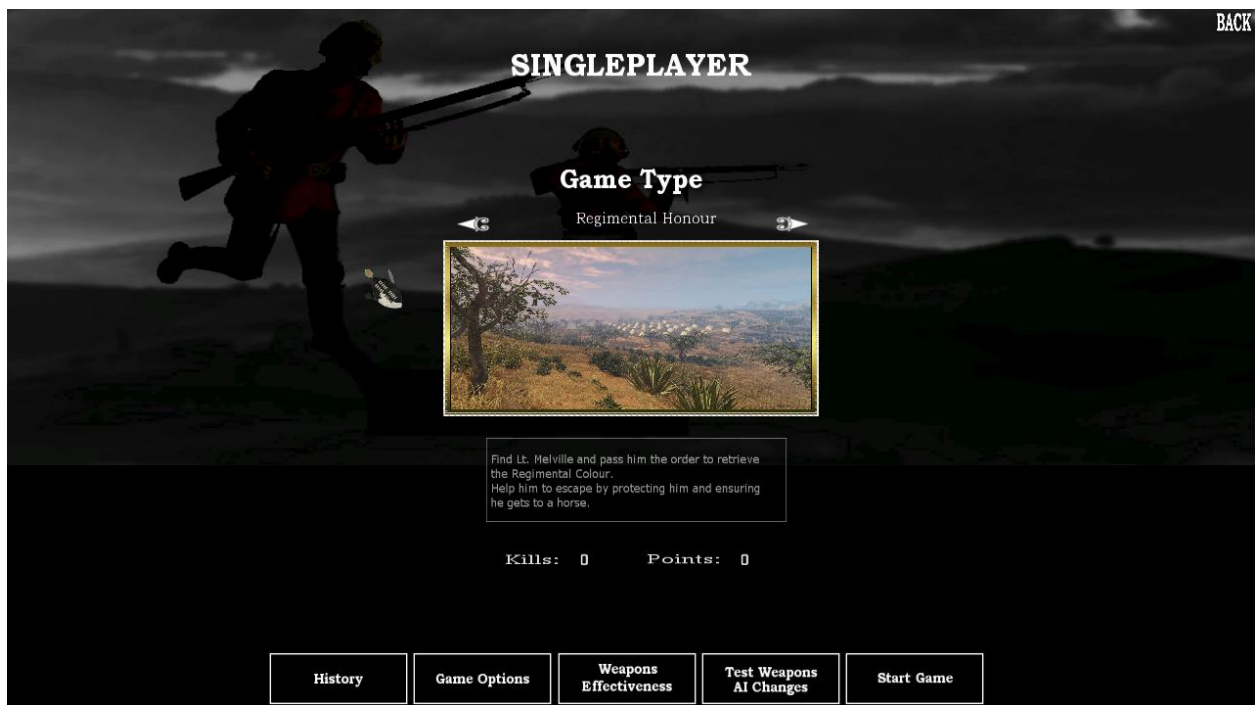 BACK
SINGLEPLAYER
Game Type
Regimental Honour
Find Lt. Melville and pass him the order to retrieve
the Regimental Colour.
Help him to escape by protecting him and ensuring
he gets to a horse.
Kills: 0 Points: 0
History
Game Options
Weapons
Effectiveness
Test Weapons
AI Changes
Start Game